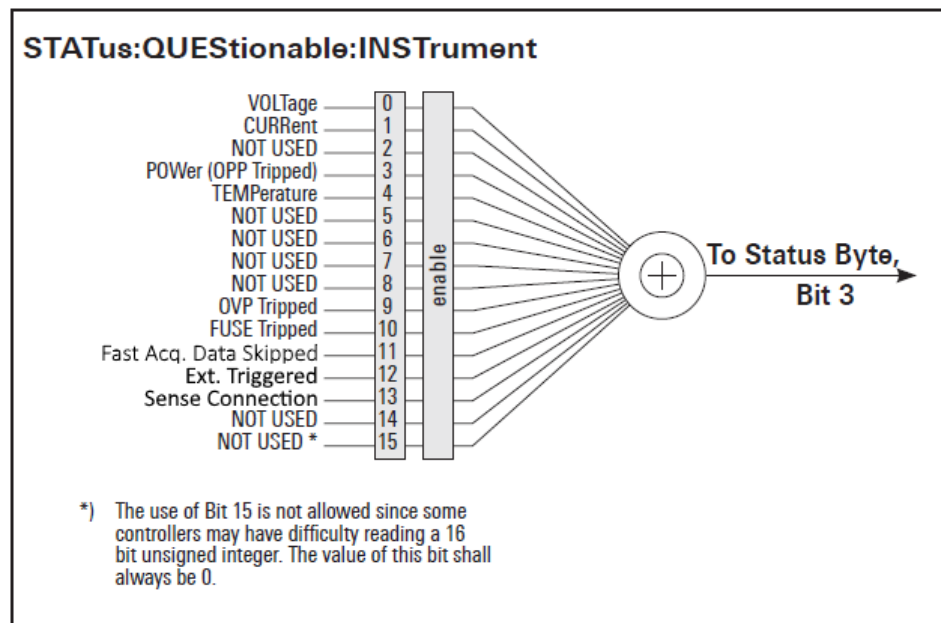 STATus:QUEStionable:INSTrument
VOLTage 0
CURRent 1
NOT USED 2
POWer (OPP Tripped) 3
TEMPerature 4
NOT USED 5
NOT USED 6
NOT USED 7
NOT USED 8
OVP Tripped 9
FUSE Tripped 10
Fast Acq. Data Skipped 11
Ext. Triggered 12
Sense Connection 13
NOT USED 14
NOT USED * 15
enable
To Status Byte,
Bit 3
*) The use of Bit 15 is not allowed since some
controllers may have difficulty reading a 16
bit unsigned integer. The value of this bit shall
always be 0.